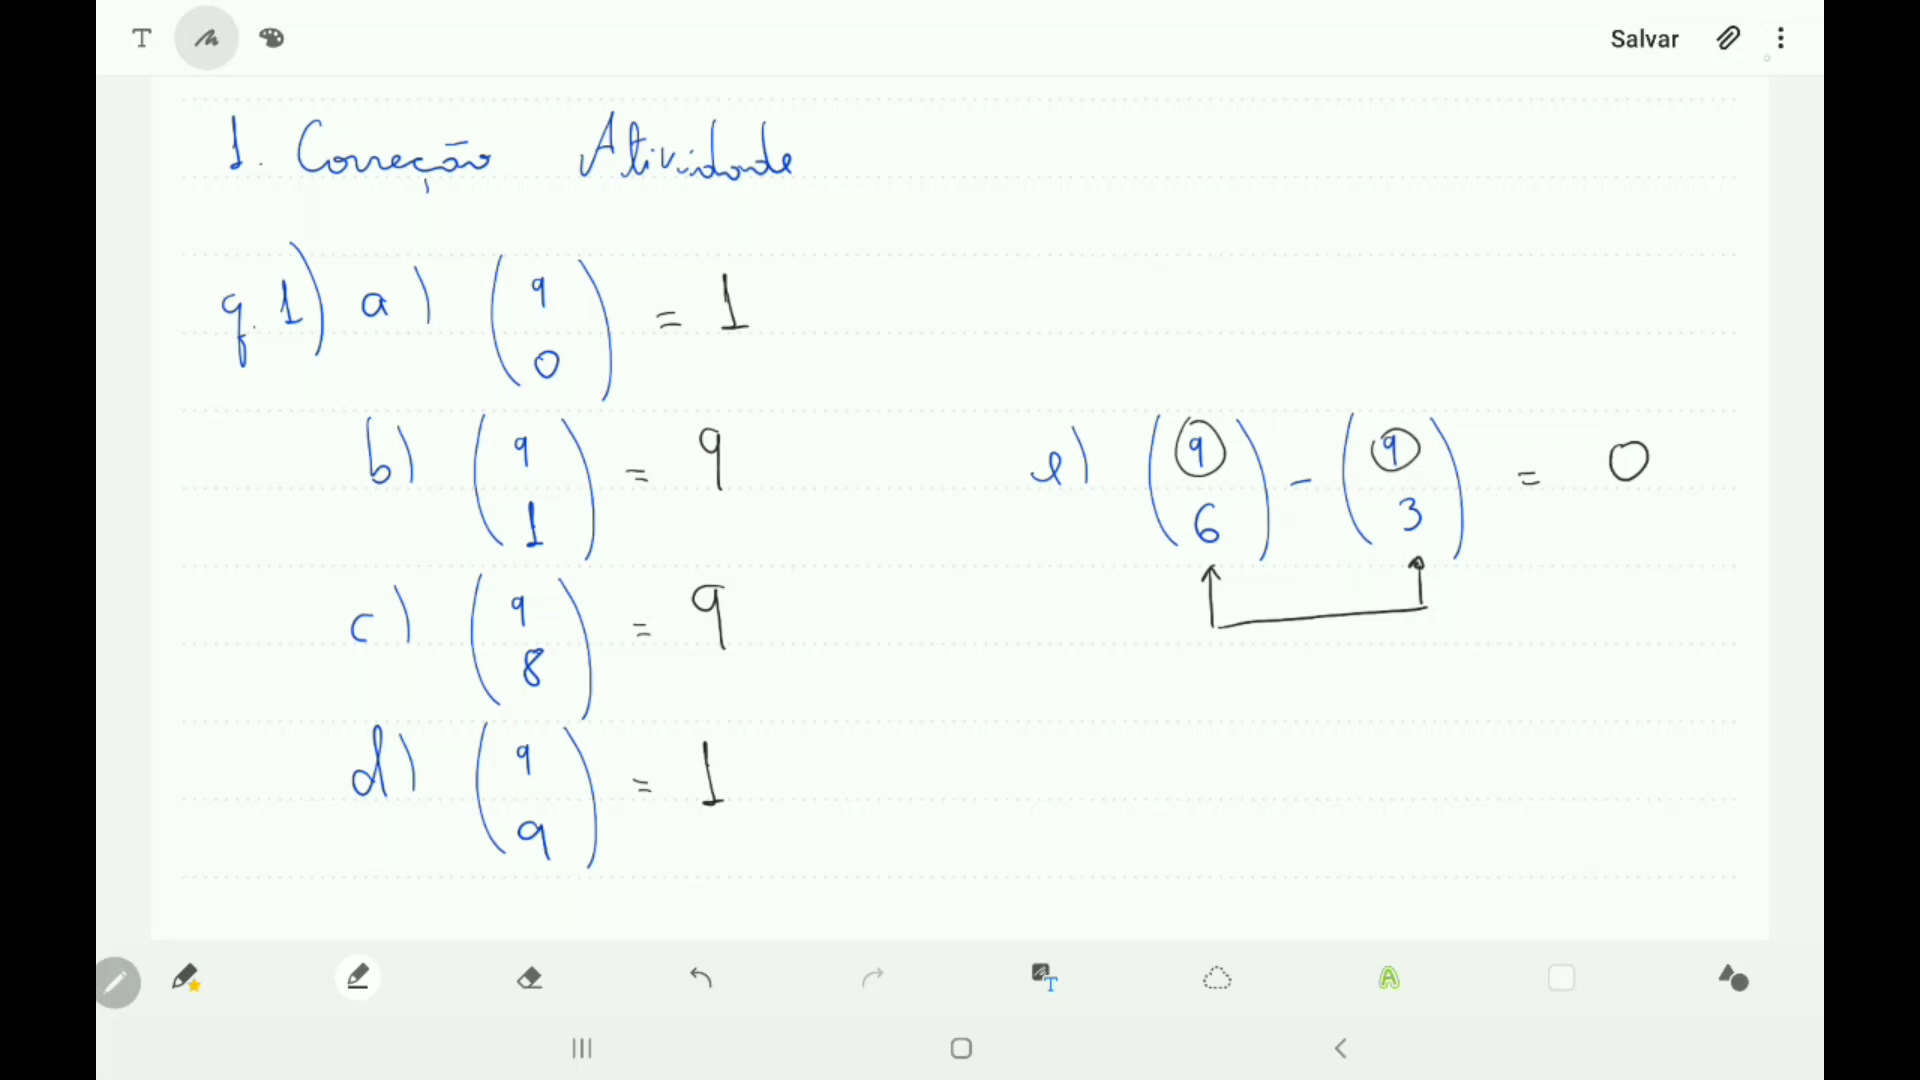 T Salvar
1. Correção Atividade
q.1) a) (9 0) = 1
b) (9 1) = 9
c) (9 8) = 9
d) (9 9) = 1
e) (9 6) - (9 3) = 0
T A